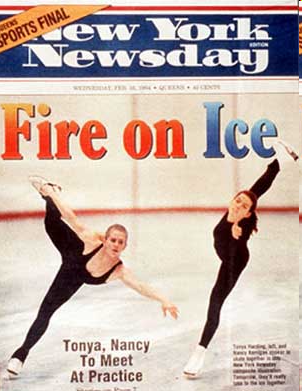 QUEENS
SPORTS FINAL
New York
Newsday
EDITION
WEDNESDAY, FEB. 16, 1994 • QUEENS • 50 CENTS
Fire on Ice
Tonya, Nancy
To Meet
At Practice
Tonya Harding, left, and
Nancy Kerrigan appear to
skate together in this
New York Newsday
composite illustration.
Tomorrow, they'll really
take to the ice together.